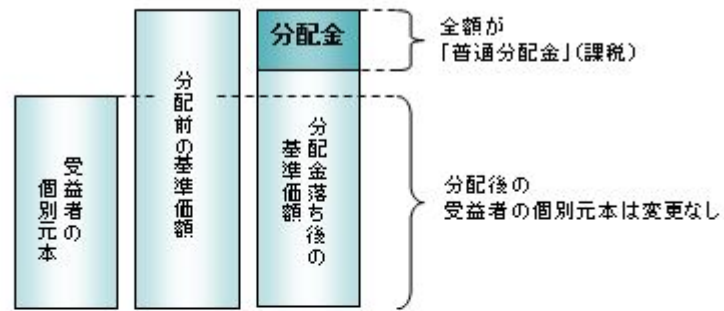 受益者の
個別元本
分配前の基準価額
分配金
分配金落ち後の
基準価額
全額が
「普通分配金」(課税)
分配後の
受益者の個別元本は変更なし